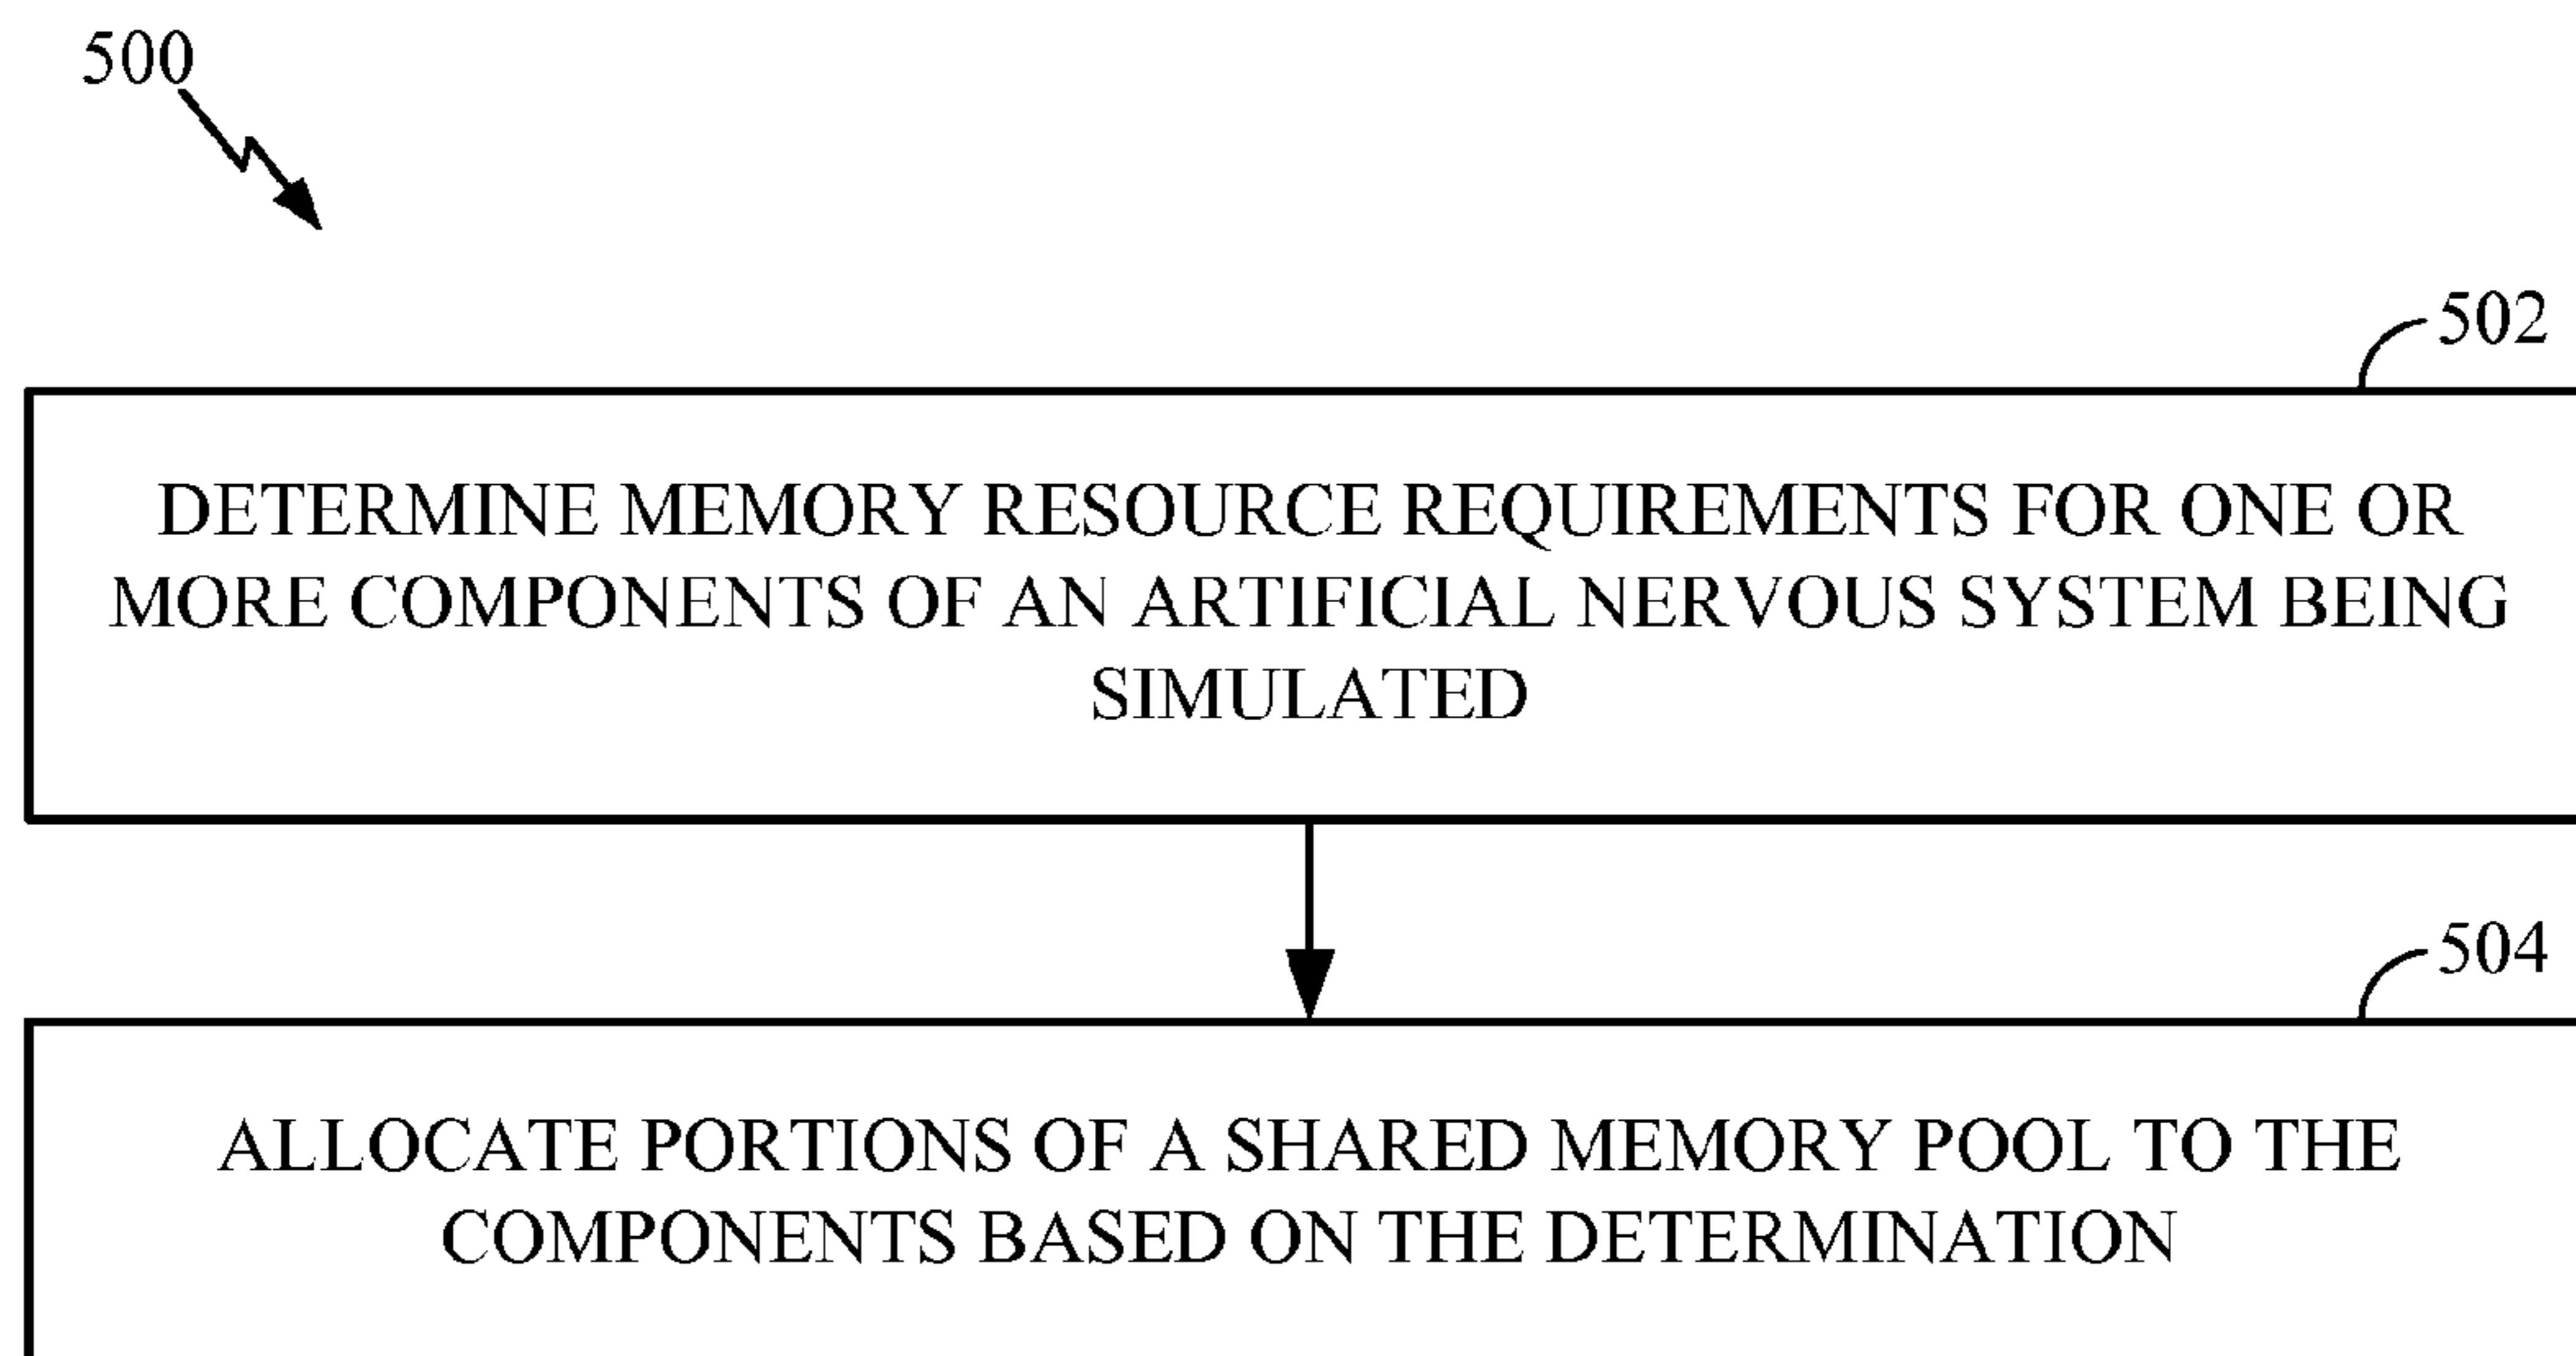 500
502
DETERMINE MEMORY RESOURCE REQUIREMENTS FOR ONE OR
MORE COMPONENTS OF AN ARTIFICIAL NERVOUS SYSTEM BEING
SIMULATED
504
ALLOCATE PORTIONS OF A SHARED MEMORY POOL TO THE
COMPONENTS BASED ON THE DETERMINATION